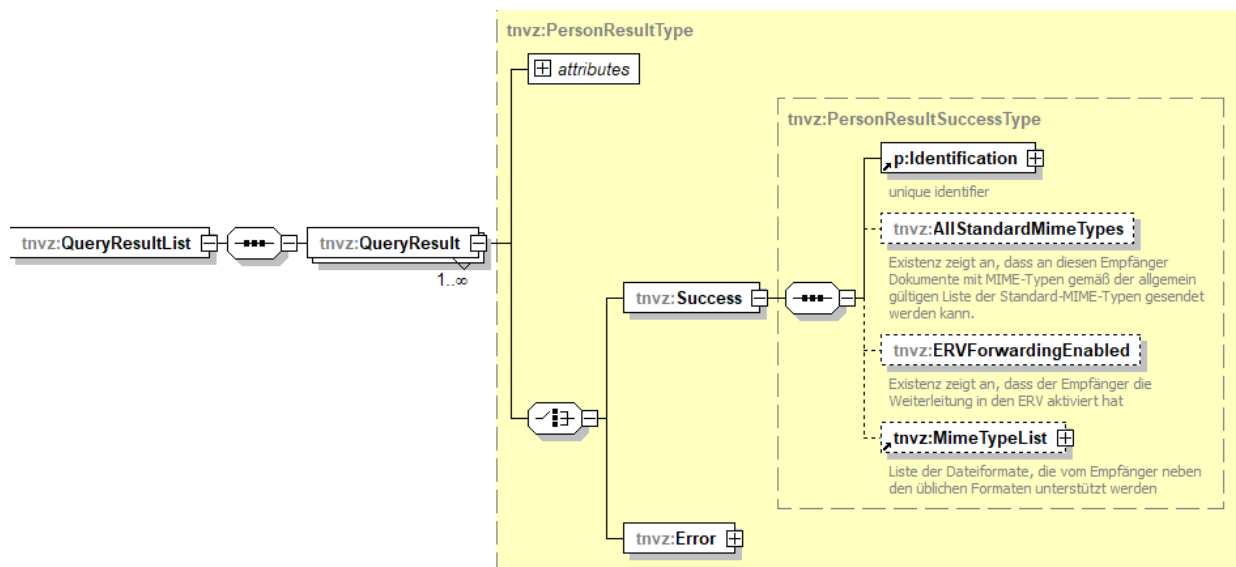 tnvz:PersonResultType
attributes
tnvz:PersonResultSuccessType
p:Identification
unique identifier
tnvz:AllStandardMimeTypes
tnvz:QueryResultList
tnvz:QueryResult
1..∞
Existenz zeigt an, dass an diesen Empfänger
Dokumente mit MIME-Typen gemäß der allgemein
gültigen Liste der Standard-MIME-Typen gesendet
werden kann.
tnvz:Success
tnvz:ERVForwardingEnabled
Existenz zeigt an, dass der Empfänger die
Weiterleitung in den ERV aktiviert hat
tnvz:MimeTypeList
Liste der Dateiformate, die vom Empfänger neben
den üblichen Formaten unterstützt werden
tnvz:Error